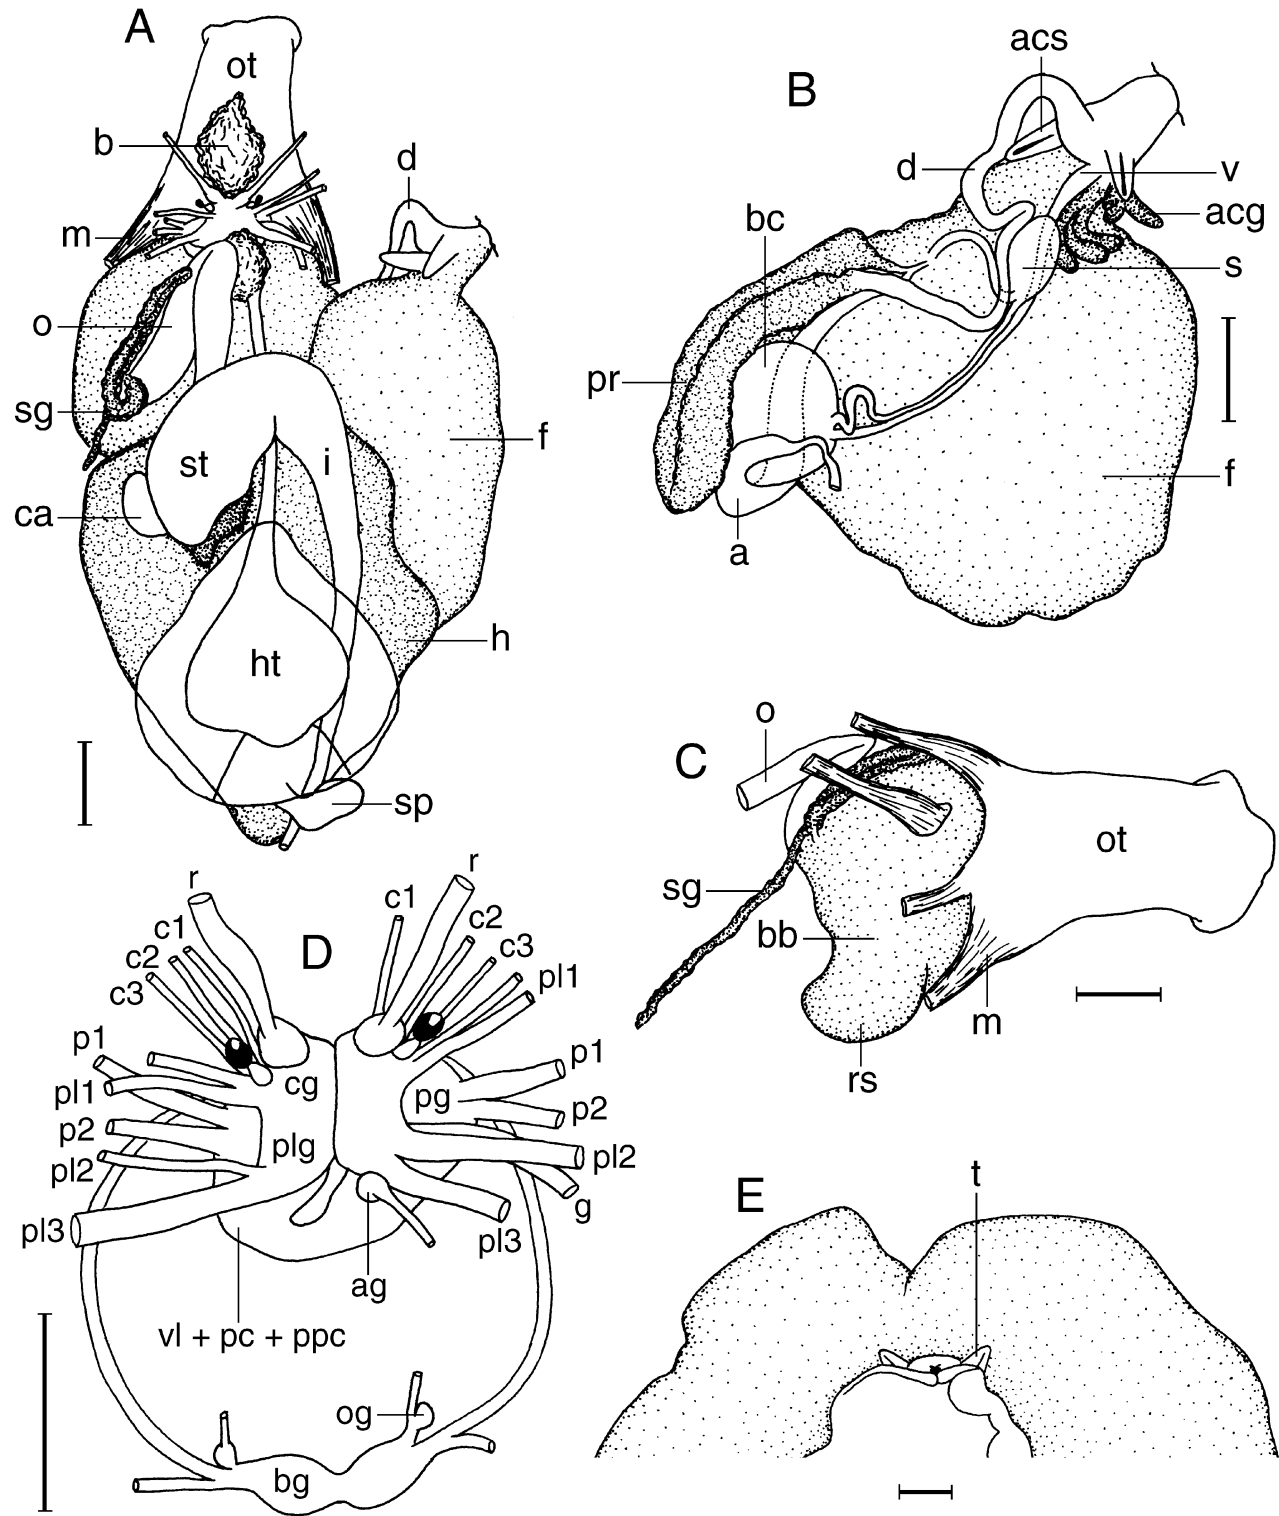 A
ot
b
d
m
o
sg
st
i
f
ca
h
ht
sp
B
acs
d
v
acg
bc
s
pr
f
a
C
o
ot
sg
bb
m
rs
D
r
r
c1
c1
c2
c2
c3
c3
pl1
p1
p1
cg
pg
pl1
p2
p2
plg
pl2
pl2
g
pl3
pl3
ag
vl + pc + ppc
og
bg
E
t